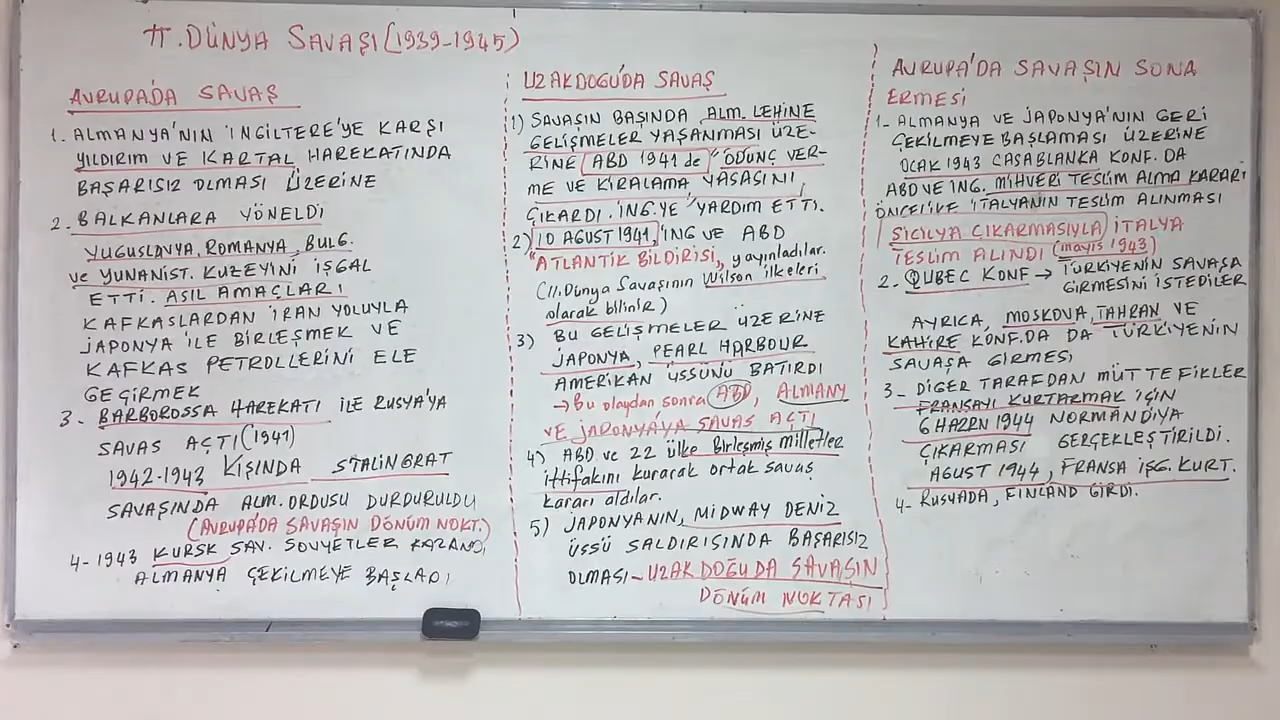 II. DÜNYA SAVAŞI (1939-1945)
AVRUPA'DA SAVAŞ
1. ALMANYA'NIN İNGİLTERE'YE KARŞI
YILDIRIM VE KARTAL HAREKATINDA
BAŞARISIZ OLMASI ÜZERİNE
2. BALKANLARA YÖNELDİ
YUGUSLAVYA, ROMANYA, BULG.
ve YUNANİST. KUZEYİNİ İŞGAL
ETTİ. ASIL AMAÇLARI
KAFKASLARDAN İRAN YOLUYLA
JAPONYA İLE BİRLEŞMEK VE
KAFKAS PETROLLERİNİ ELE
GEÇİRMEK
3. BARBOROSSA HAREKATI İLE RUSYA'YA
SAVAS AÇTI (1941)
1942-1943 KIŞINDA STALİNGRAT
SAVAŞINDA ALM. ORDUSU DURDURULDU
(AVRUPA'DA SAVAŞIN DÖNÜM NOKT.)
4- 1943 KURSK SAV. SOVYETLER KAZANDI,
ALMANYA ÇEKİLMEYE BAŞLADI,
UZAKDOĞU'DA SAVAŞ
1) SAVAŞIN BAŞINDA ALM. LEHİNE
GELİŞMELER YAŞANMASI ÜZE-
RİNE ABD 1941 de "ÖDÜNÇ VER-
ME VE KİRALAMA YASASINI
ÇIKARDI. İNG.YE" YARDIM ETTİ.
2) 10 AGUST 1941, İNG VE ABD
"ATLANTİK BİLDİRİSİ" yayınladılar.
(II. Dünya Savaşının Wilson ilkeleri
olarak bilinir)
3) BU GELİŞMELER ÜZERİNE
JAPONYA, PEARL HARBOUR
AMERİKAN ÜSSÜNÜ BATIRDI
→ Bu olaydan sonra ABD, ALMANY
VE JAPONYA'YA SAVAS AÇTI
4) ABD ve 22 ülke Birleşmiş milletler
ittifakını kuracak ortak savaş
kararı aldılar.
5) JAPONYANIN, MIDWAY DENİZ
ÜSSÜ SALDIRISINDA BAŞARISIZ
OLMASI - UZAK DOĞU DA SAVAŞIN
DÖNÜM NOKTASI
AVRUPA'DA SAVAŞIN SONA
ERMESİ
1- ALMANYA VE JAPONYA'NIN GERİ
ÇEKİLMEYE BAŞLAMASI ÜZERİNE
OCAK 1943 CASABLANKA KONF. DA
ABD VE İNG. MİHVERİ TESLİM ALMA KARARI
ÖNCELİKLE İTALYANIN TESLİM ALINMASI
SİCİLYA ÇIKARMASIYLA İTALYA
TESLİM ALINDI (mayıs 1943)
2- QUBEC KONF → TÜRKİYENİN SAVAŞA
GİRMESİNİ İSTEDİLER
AYRICA, MOSKOVA, TAHRAN VE
KAHİRE KONF. DA DA TÜRKİYENİN
SAVAŞA GİRMESİ
3- DİGER TARAFDAN MÜTTEFİKLER
FRANSAYI KURTARMAK İÇİN
6 HAZRN 1944 NORMANDİYA
ÇIKARMASI GERÇEKLEŞTİRİLDİ.
AGUST 1944, FRANSA İŞG. KURT.
4- RUSYADA, FİNLAND GİRDİ.